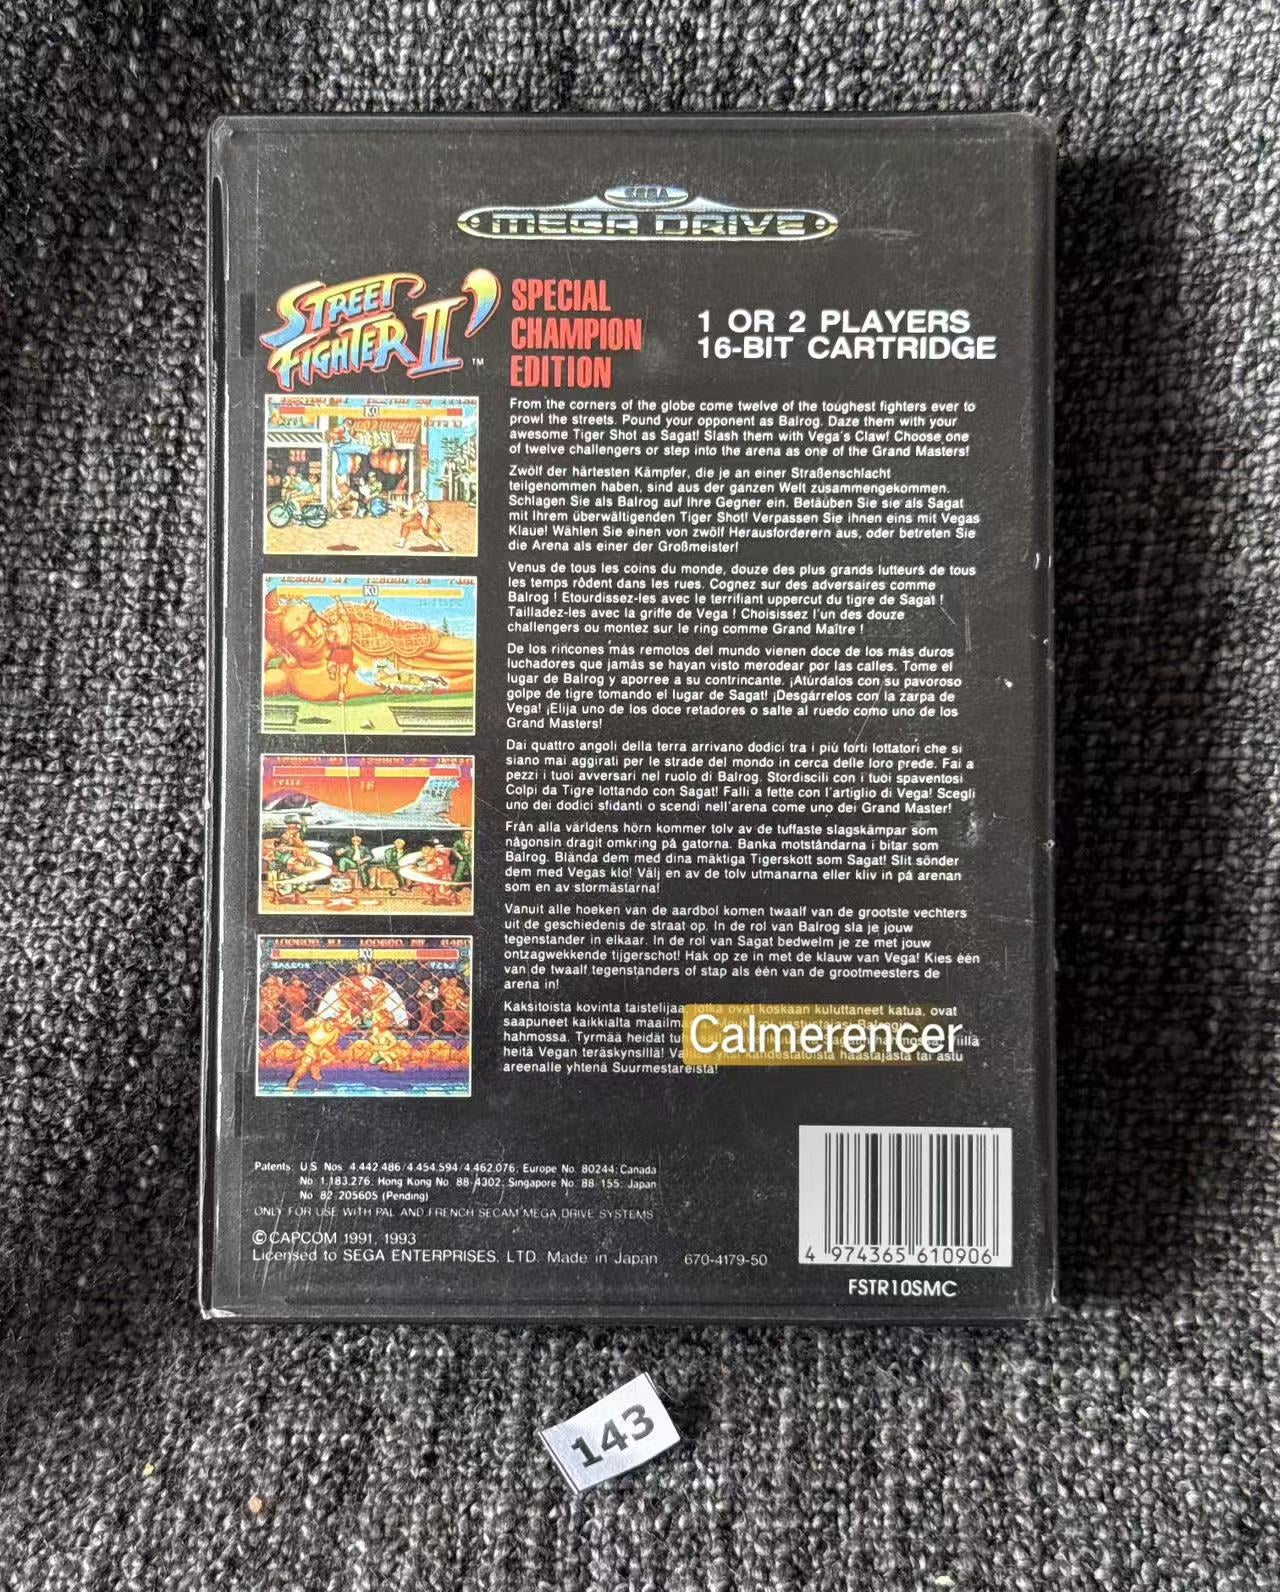 SEGA
MEGA DRIVE
STREET
FIGHTER II'
TM
SPECIAL
CHAMPION
EDITION
1 OR 2 PLAYERS
16-BIT CARTRIDGE
From the corners of the globe come twelve of the toughest fighters ever to
prowl the streets. Pound your opponent as Balrog. Daze them with your
awesome Tiger Shot as Sagat! Slash them with Vega's Claw! Choose one
of twelve challengers or step into the arena as one of the Grand Masters!
Zwölf der härtesten Kämpfer, die je an einer Straßenschlacht
teilgenommen haben, sind aus der ganzen Welt zusammengekommen.
Schlagen Sie als Balrog auf Ihre Gegner ein. Betäuben Sie sie als Sagat
mit Ihrem überwältigenden Tiger Shot! Verpassen Sie ihnen eins mit Vegas
Klaue! Wählen Sie einen von zwölf Herausforderern aus, oder betreten Sie
die Arena als einer der Großmeister!
Venus de tous les coins du monde, douze des plus grands lutteurs de tous
les temps rôdent dans les rues. Cognez sur des adversaires comme
Balrog ! Etourdissez-les avec le terrifiant uppercut du tigre de Sagat !
Tailladez-les avec la griffe de Vega ! Choisissez l'un des douze
challengers ou montez sur le ring comme Grand Maître !
De los rincones más remotos del mundo vienen doce de los más duros
luchadores que jamás se hayan visto merodear por las calles. Tome el
lugar de Balrog y aporree a su contrincante. ¡Atúrdalos con su pavoroso
golpe de tigre tomando el lugar de Sagat! ¡Desgárrelos con la zarpa de
Vega! ¡Elija uno de los doce retadores o salte al ruedo como uno de los
Grand Masters!
Dai quattro angoli della terra arrivano dodici tra i più forti lottatori che si
siano mai aggirati per le strade del mondo in cerca delle loro prede. Fai a
pezzi i tuoi avversari nel ruolo di Balrog. Stordiscili con i tuoi spaventosi
Colpi da Tigre lottando con Sagat! Falli a fette con l'artiglio di Vega! Scegli
uno dei dodici sfidanti o scendi nell'arena come uno dei Grand Master!
Från alla världens hörn kommer tolv av de tuffaste slagskämpar som
någonsin dragit omkring på gatorna. Banka motståndarna i bitar som
Balrog. Blända dem med dina mäktiga Tigerskott som Sagat! Slit sönder
dem med Vegas klo! Välj en av de tolv utmanarna eller kliv in på arenan
som en av stormästarna!
Vanuit alle hoeken van de aardbol komen twaalf van de grootste vechters
uit de geschiedenis de straat op. In de rol van Balrog sla je jouw
tegenstander in elkaar. In de rol van Sagat bedwelm je ze met jouw
ontzagwekkende tijgerschot! Hak op ze in met de klauw van Vega! Kies één
van de twaalf tegenstanders of stap als één van de grootmeesters de
arena in!
Kaksitoista kovinta taistelijaa, jotka ovat koskaan kuluttaneet katua, ovat
saapuneet kaikkialta
hahmossa. Tyrmää heidät
heitä Vegan teräskynsillä! Valitse yksi kahdestatoista haastajasta tai astu
areenalle yhtenä Suurmestareista!
Calmerencer
Patents: U.S. Nos. 4,442,486/4,454,594/4,462,076; Europe No. 80244; Canada
No. 1,183,276; Hong Kong No. 88-4302; Singapore No. 88-155; Japan
No. 82-205605 (Pending)
ONLY FOR USE WITH PAL AND FRENCH SECAM MEGA DRIVE SYSTEMS
©CAPCOM 1991, 1993
Licensed to SEGA ENTERPRISES, LTD. Made in Japan 670-4179-50
4 974365 610906
FSTR10SMC
143